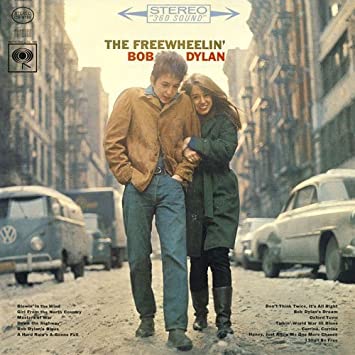 STEREO
"360 SOUND"
THE FREEWHEELIN'
BOB DYLAN
Blowin' In the Wind
Girl From the North Country
Masters of War
Down the Highway
Bob Dylan's Blues
A Hard Rain's A-Gonna Fall
Don't Think Twice, It's All Right
Bob Dylan's Dream
Oxford Town
Talkin' World War III Blues
Corrina, Corrina
Honey, Just Allow Me One More Chance
I Shall Be Free